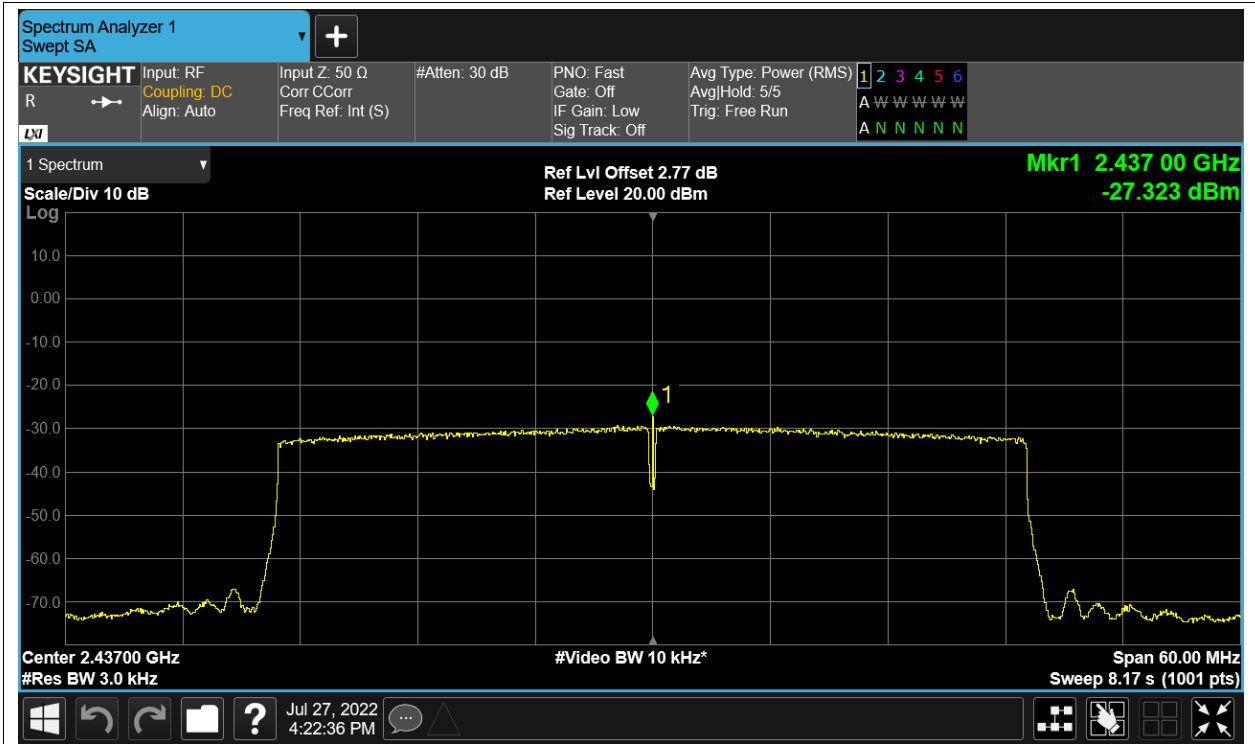 Spectrum Analyzer 1
Swept SA
+
KEYSIGHT
R
LXI
Input: RF
Coupling: DC
Align: Auto
Input Z: 50 Ω
Corr CCorr
Freq Ref: Int (S)
#Atten: 30 dB
PNO: Fast
Gate: Off
IF Gain: Low
Sig Track: Off
Avg Type: Power (RMS)
Avg|Hold: 5/5
Trig: Free Run
1 2 3 4 5 6
A W W W W W
A N N N N N
1 Spectrum
Scale/Div 10 dB
Log
Ref Lvl Offset 2.77 dB
Ref Level 20.00 dBm
Mkr1 2.437 00 GHz
-27.323 dBm
10.0
0.00
-10.0
-20.0
1
-30.0
-40.0
-50.0
-60.0
-70.0
Center 2.43700 GHz
#Res BW 3.0 kHz
#Video BW 10 kHz*
Span 60.00 MHz
Sweep 8.17 s (1001 pts)
?
Jul 27, 2022
4:22:36 PM